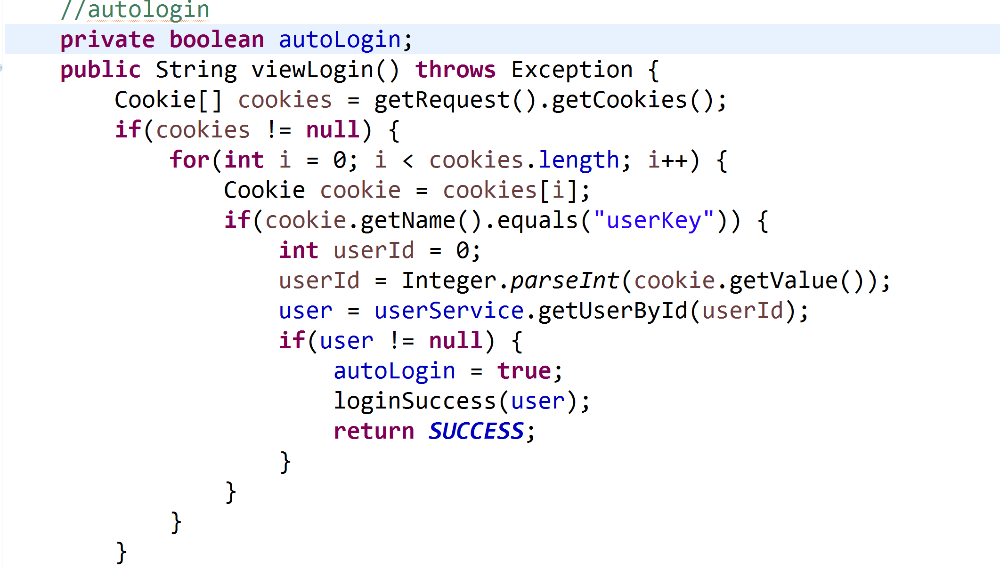 //autologin
private boolean autoLogin;
public String viewLogin() throws Exception {
Cookie[] cookies = getRequest().getCookies();
if(cookies != null) {
for(int i = 0; i < cookies.length; i++) {
Cookie cookie = cookies[i];
if(cookie.getName().equals("userKey")) {
int userId = 0;
userId = Integer.parseInt(cookie.getValue());
user = userService.getUserById(userId);
if(user != null) {
autoLogin = true;
loginSuccess(user);
return SUCCESS;
}
}
}
}